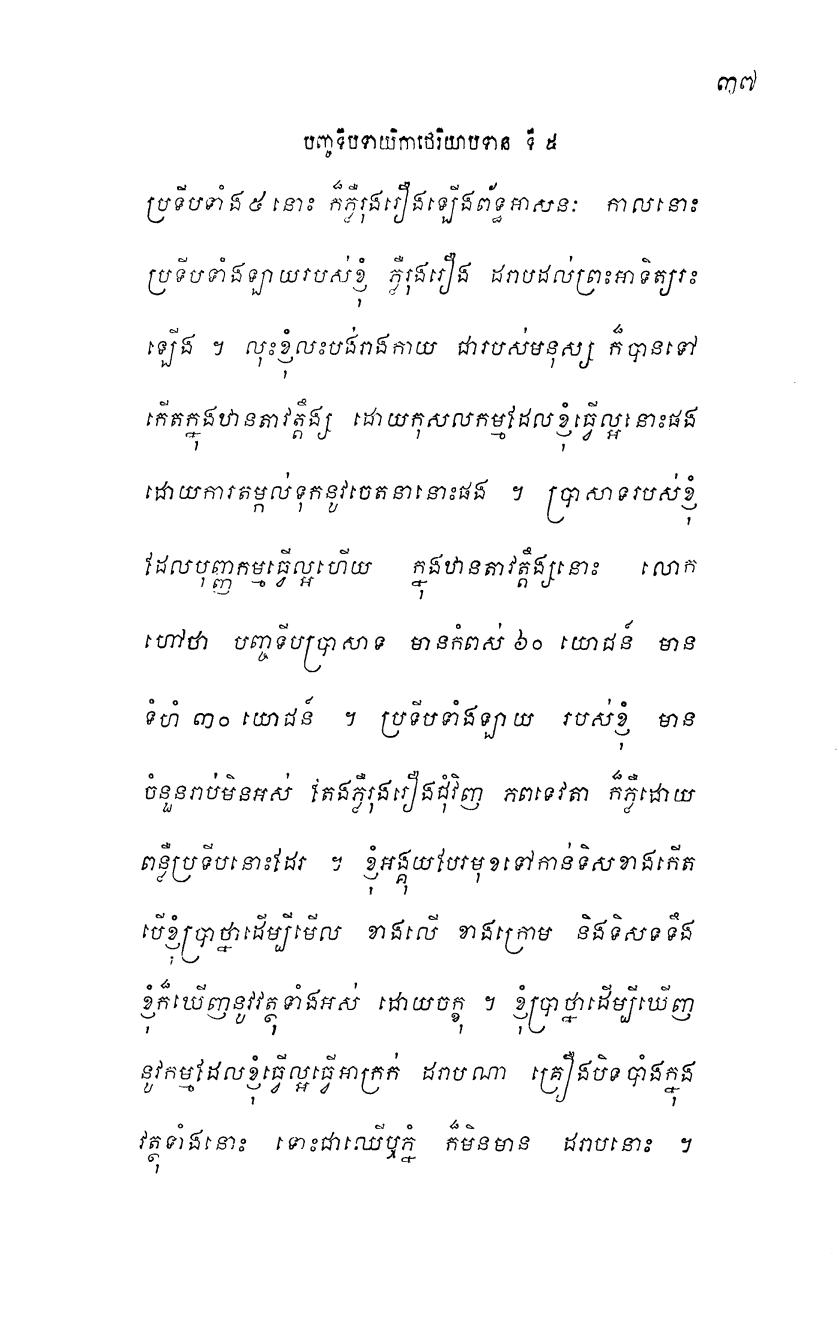 ៣៧
បញ្ចទីបទាយិកាថេរិយាបទាន ទី ៥
ប្រទីបទាំង៥នោះ ក៏ភ្លឺរុងរឿងឡើងព័ទ្ធអាសនៈ កាលនោះ
ប្រទីបទាំងឡាយរបស់ខ្ញុំ ភ្លឺរុងរឿង ដរាបដល់ព្រះអាទិត្យរះ
ឡើង ។ លុះខ្ញុំលះបង់រាងកាយ ជារបស់មនុស្ស ក៏បានទៅ
កើតក្នុងឋានតាវត្តឹង្ស ដោយកុសលកម្មដែលខ្ញុំធ្វើល្អនោះផង
ដោយការតម្កល់ទុកនូវចេតនានោះផង ។ ប្រាសាទរបស់ខ្ញុំ
ដែលបុញ្ញកម្មធ្វើល្អហើយ ក្នុងឋានតាវត្តឹង្សនោះ លោក
ហៅថា បញ្ចទីបប្រាសាទ មានកំពស់ ៦០ យោជន៍ មាន
ទំហំ ៣០ យោជន៍ ។ ប្រទីបទាំងឡាយ របស់ខ្ញុំ មាន
ចំនួនរាប់មិនអស់ តែងភ្លឺរុងរឿងជុំវិញ ភពទេវតា ក៏ភ្លឺដោយ
ពន្លឺប្រទីបនោះដែរ ។ ខ្ញុំអង្គុយបែរមុខទៅកាន់ទិសខាងកើត
បើខ្ញុំប្រាថ្នាដើម្បីមើល ខាងលើ ខាងក្រោម និងទិសទទឹង
ខ្ញុំក៏ឃើញនូវវត្ថុទាំងអស់ ដោយចក្ខុ ។ ខ្ញុំប្រាថ្នាដើម្បីឃើញ
នូវកម្មដែលខ្ញុំធ្វើល្អធ្វើអាក្រក់ ដរាបណា គ្រឿងបិទបាំងក្នុង
វត្ថុទាំងនោះ ទោះជាឈើឬភ្នំ ក៏មិនមាន ដរាបនោះ ។